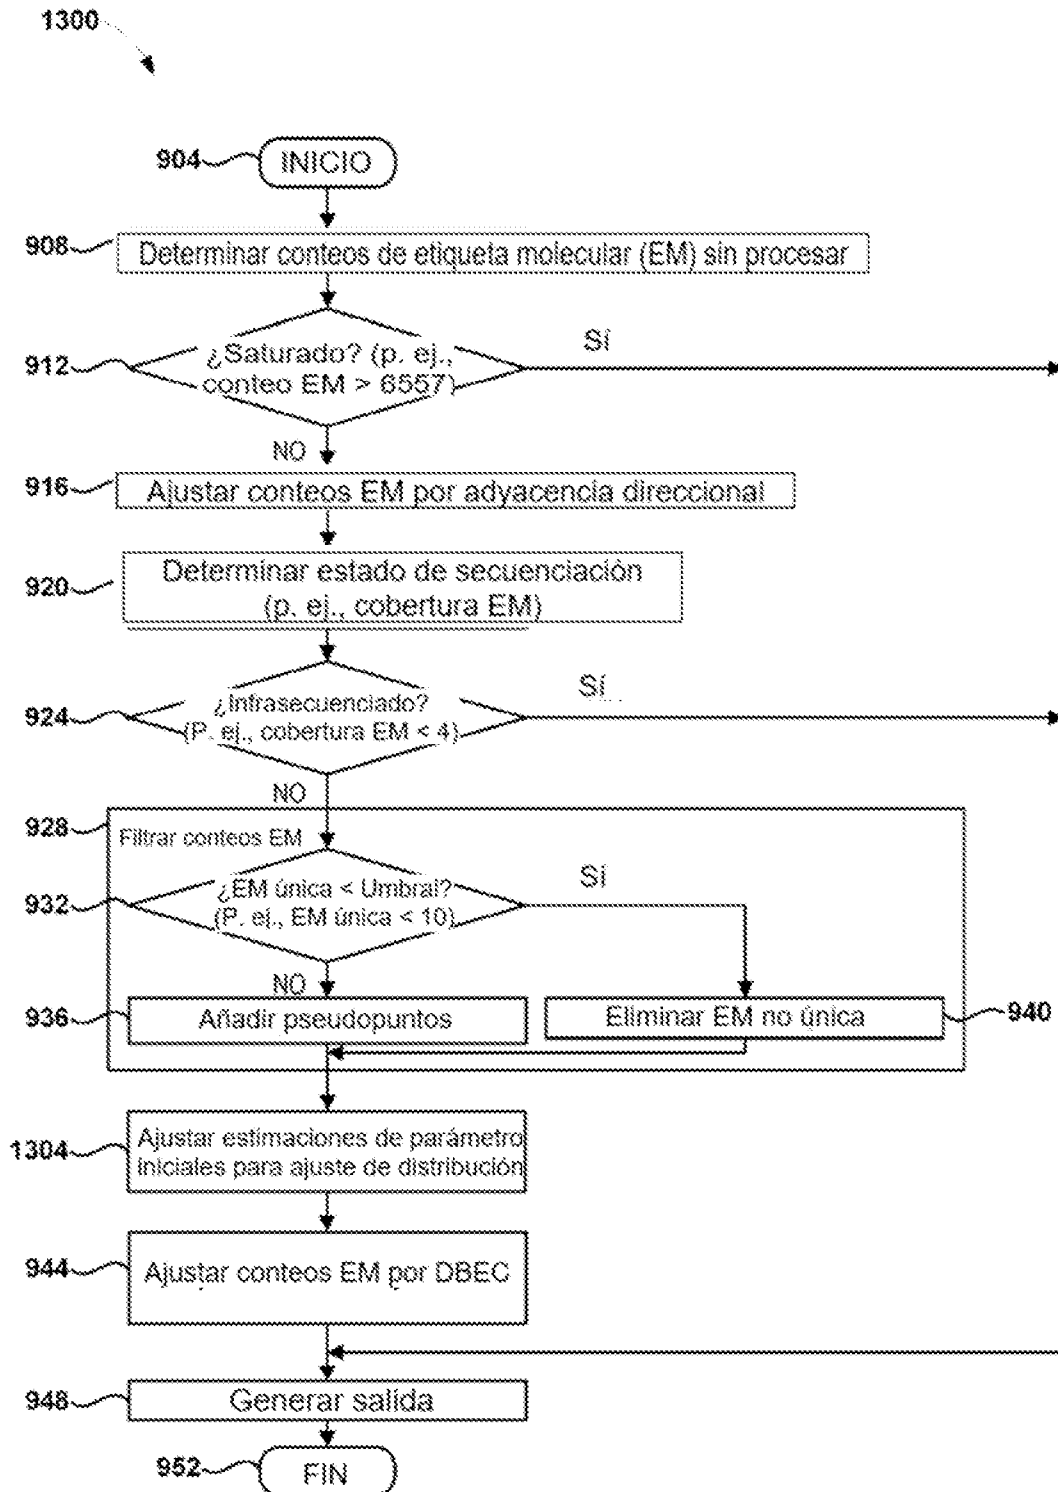 1300
904 INICIO
908 Determinar conteos de etiqueta molecular (EM) sin procesar
912 ¿Saturado? (p. ej.,
conteo EM > 6557)
Sí
NO
916 Ajustar conteos EM por adyacencia direccional
920 Determinar estado de secuenciación
(p. ej., cobertura EM)
924 ¿Infrasecuenciado?
(P. ej., cobertura EM < 4)
Sí
NO
928 Filtrar conteos EM
932 ¿EM única < Umbral?
(P. ej., EM única < 10)
Sí
NO
936 Añadir pseudopuntos
Eliminar EM no única 940
1304 Ajustar estimaciones de parámetro
iniciales para ajuste de distribución
944 Ajustar conteos EM por DBEC
948 Generar salida
952 FIN